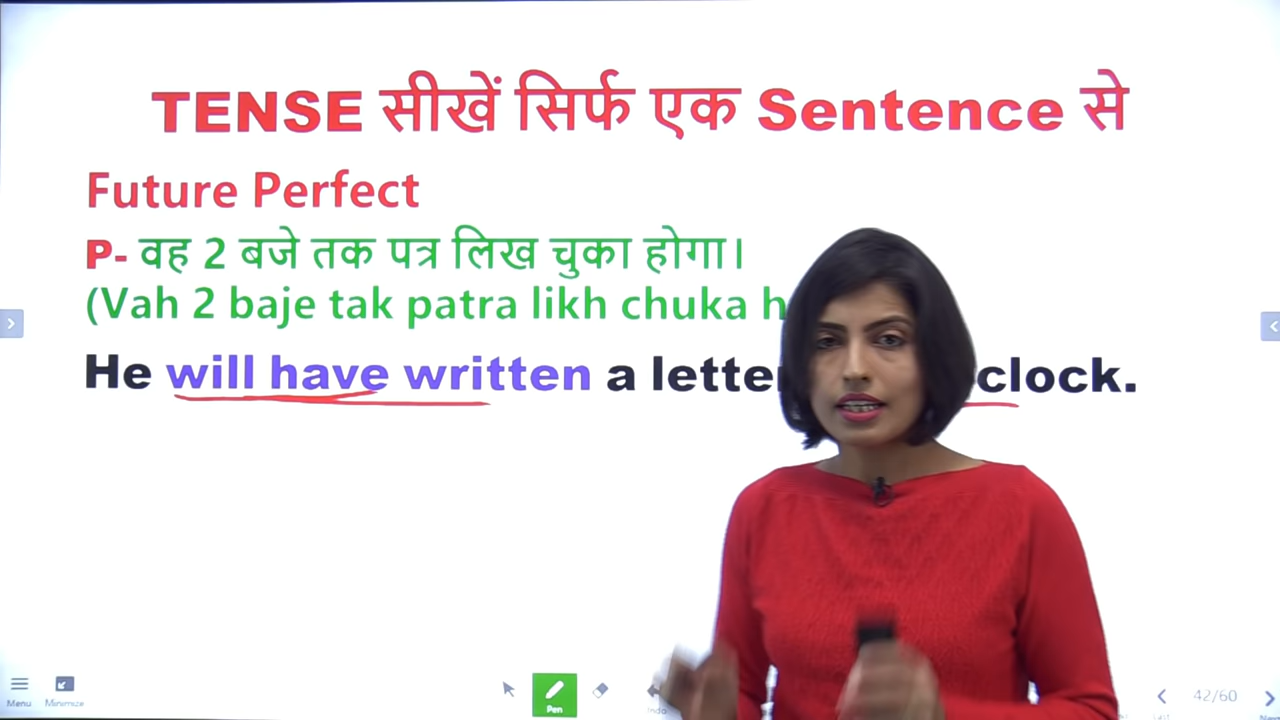 TENSE सीखें सिर्फ एक Sentence से
Future Perfect
P- वह 2 बजे तक पत्र लिख चुका होगा।
(Vah 2 baje tak patra likh chuka h
He will have written a lette clock.
Menu Minimize Pen Undo 42/60